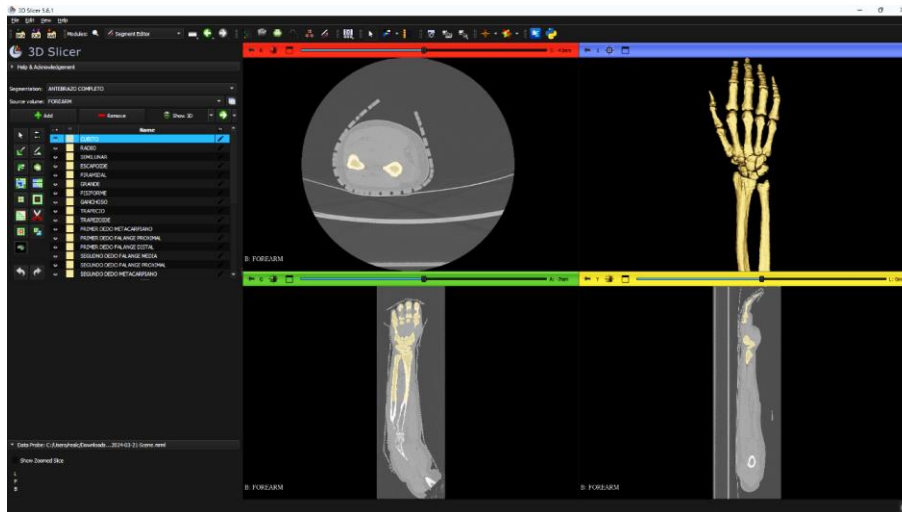 3D Slicer 5.6.1
File Edit View Help
Modules: Segment Editor
3D Slicer
Help & Acknowledgement
Segmentation: ANTEBRAZO COMPLETO
Source volume: FOREARM
Add Remove Show 3D
Name
CUBITO
RADIO
SEMILUNAR
ESCAFOIDE
PIRAMIDAL
GRANDE
PISIFORME
GANCHOSO
TRAPECIO
TRAPEZOIDE
PRIMER DEDO METACARPIANO
PRIMER DEDO FALANGE PROXIMAL
PRIMER DEDO FALANGE DISTAL
SEGUNDO DEDO FALANGE MEDIA
SEGUNDO DEDO FALANGE PROXIMAL
SEGUNDO DEDO METACARPIANO
Show Zoomed Slice
L
F
B
R
1
B: FOREARM
G
Y
B: FOREARM
B: FOREARM